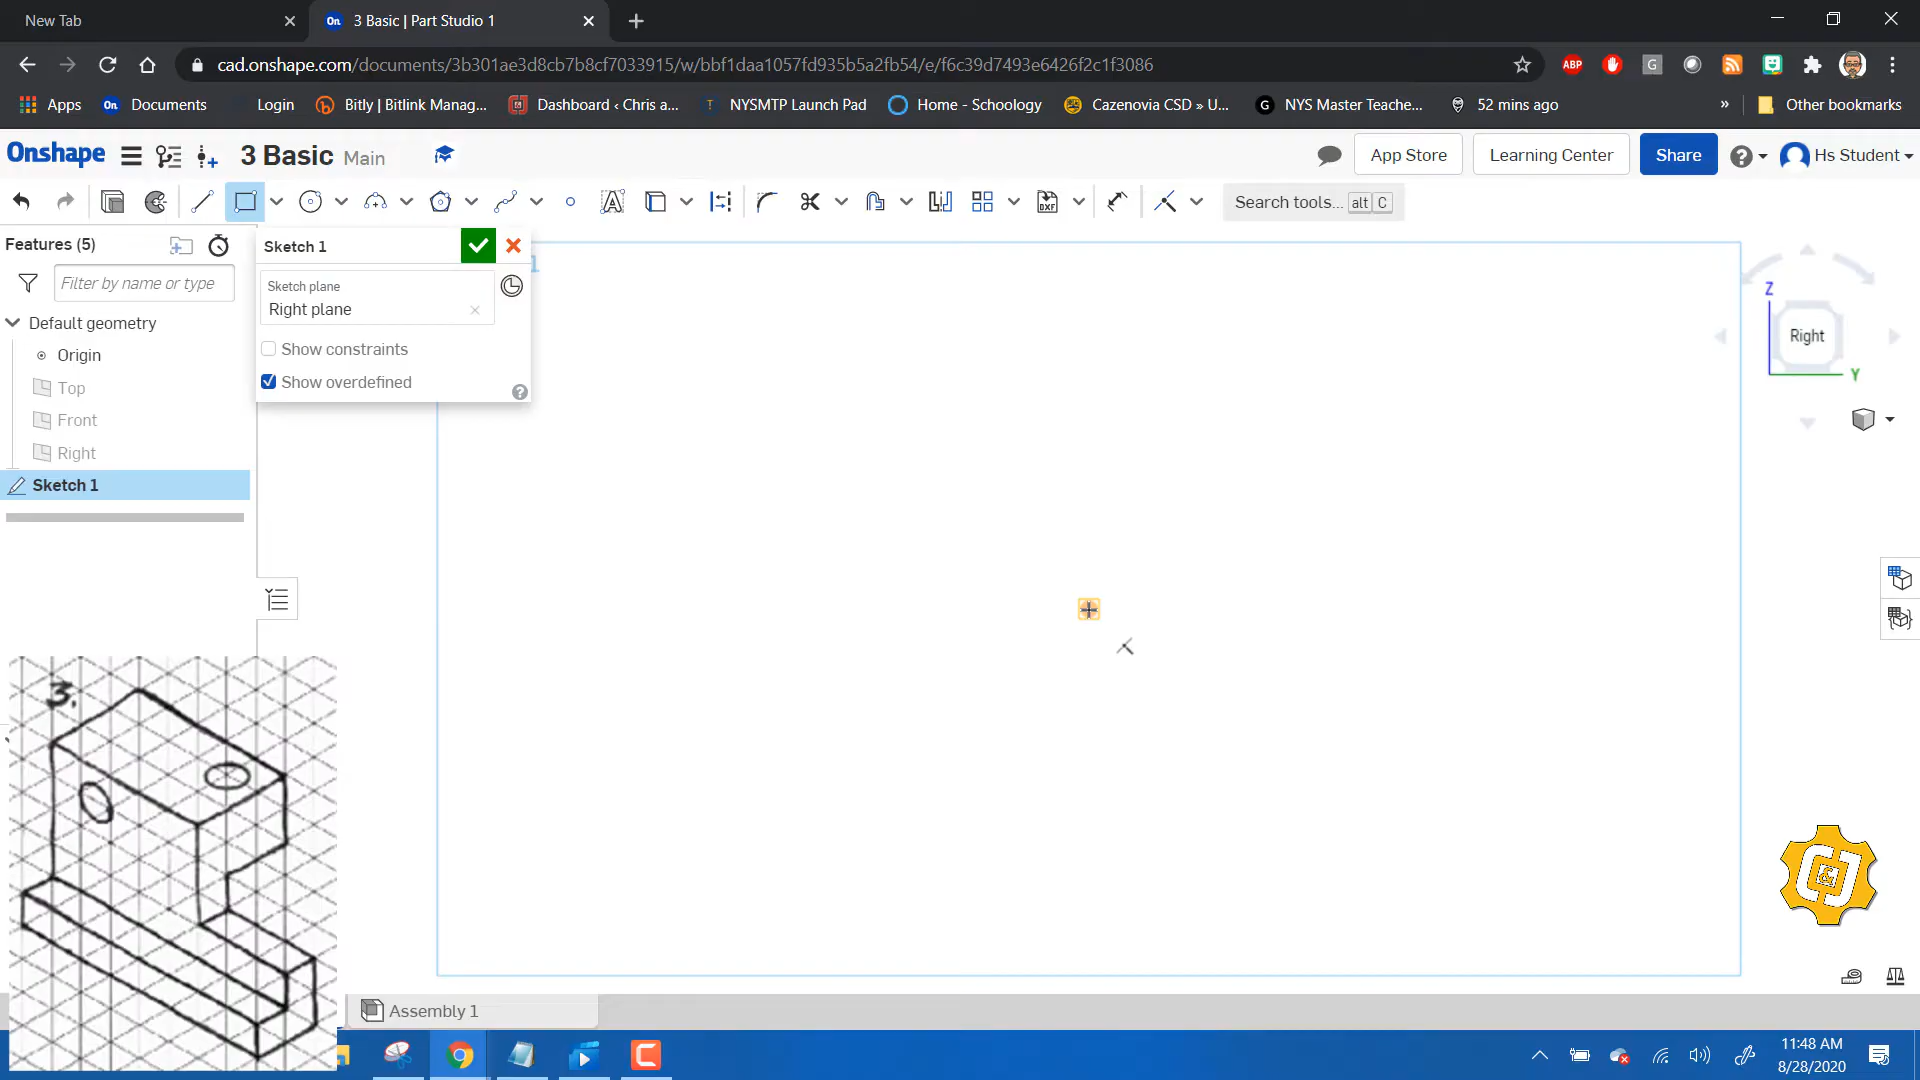 New Tab
On 3 Basic | Part Studio 1
cad.onshape.com/documents/3b301ae3d8cb7b8cf7033915/w/bbf1daa1057fd935b5a2fb54/e/f6c39d7493e6426f2c1f3086
ABP G
Apps On Documents Login Bitly | Bitlink Manag... Dashboard ‹ Chris a... T NYSMTP Launch Pad Home - Schoology Cazenovia CSD » U... G NYS Master Teache... 52 mins ago » Other bookmarks
Onshape 3 Basic Main App Store Learning Center Share Hs Student
Search tools... alt C
Features (5)
Filter by name or type
Default geometry
Origin
Top
Front
Right
Sketch 1
Sketch 1
Sketch plane
Right plane
Show constraints
Show overdefined
Z
Right
Y
3.
C & J
Assembly 1
11:48 AM
8/28/2020